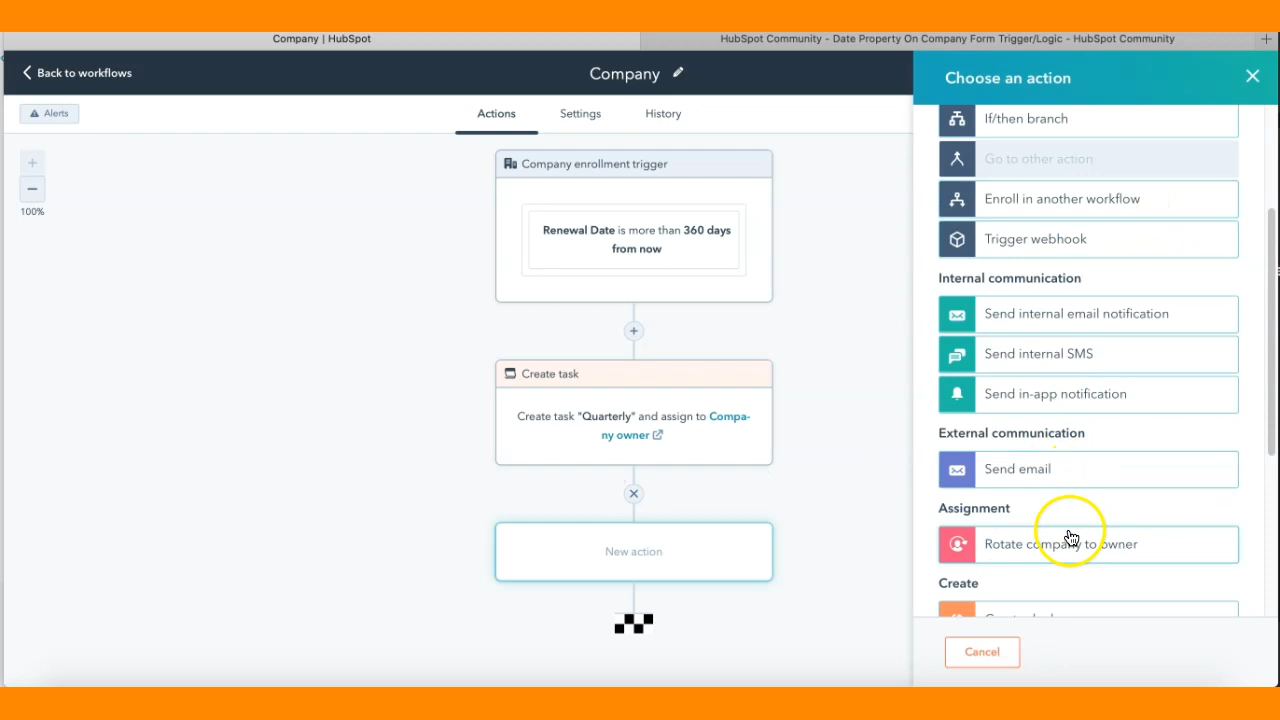 Company | HubSpot
HubSpot Community - Date Property On Company Form Trigger/Logic - HubSpot Community
Back to workflows
Company
Choose an action
Alerts
Actions
Settings
History
100%
Company enrollment trigger
Renewal Date is more than 360 days
from now
Create task
Create task "Quarterly" and assign to Compa-
ny owner
New action
If/then branch
Go to other action
Enroll in another workflow
Trigger webhook
Internal communication
Send internal email notification
Send internal SMS
Send in-app notification
External communication
Send email
Assignment
Rotate company to owner
Create
Cancel